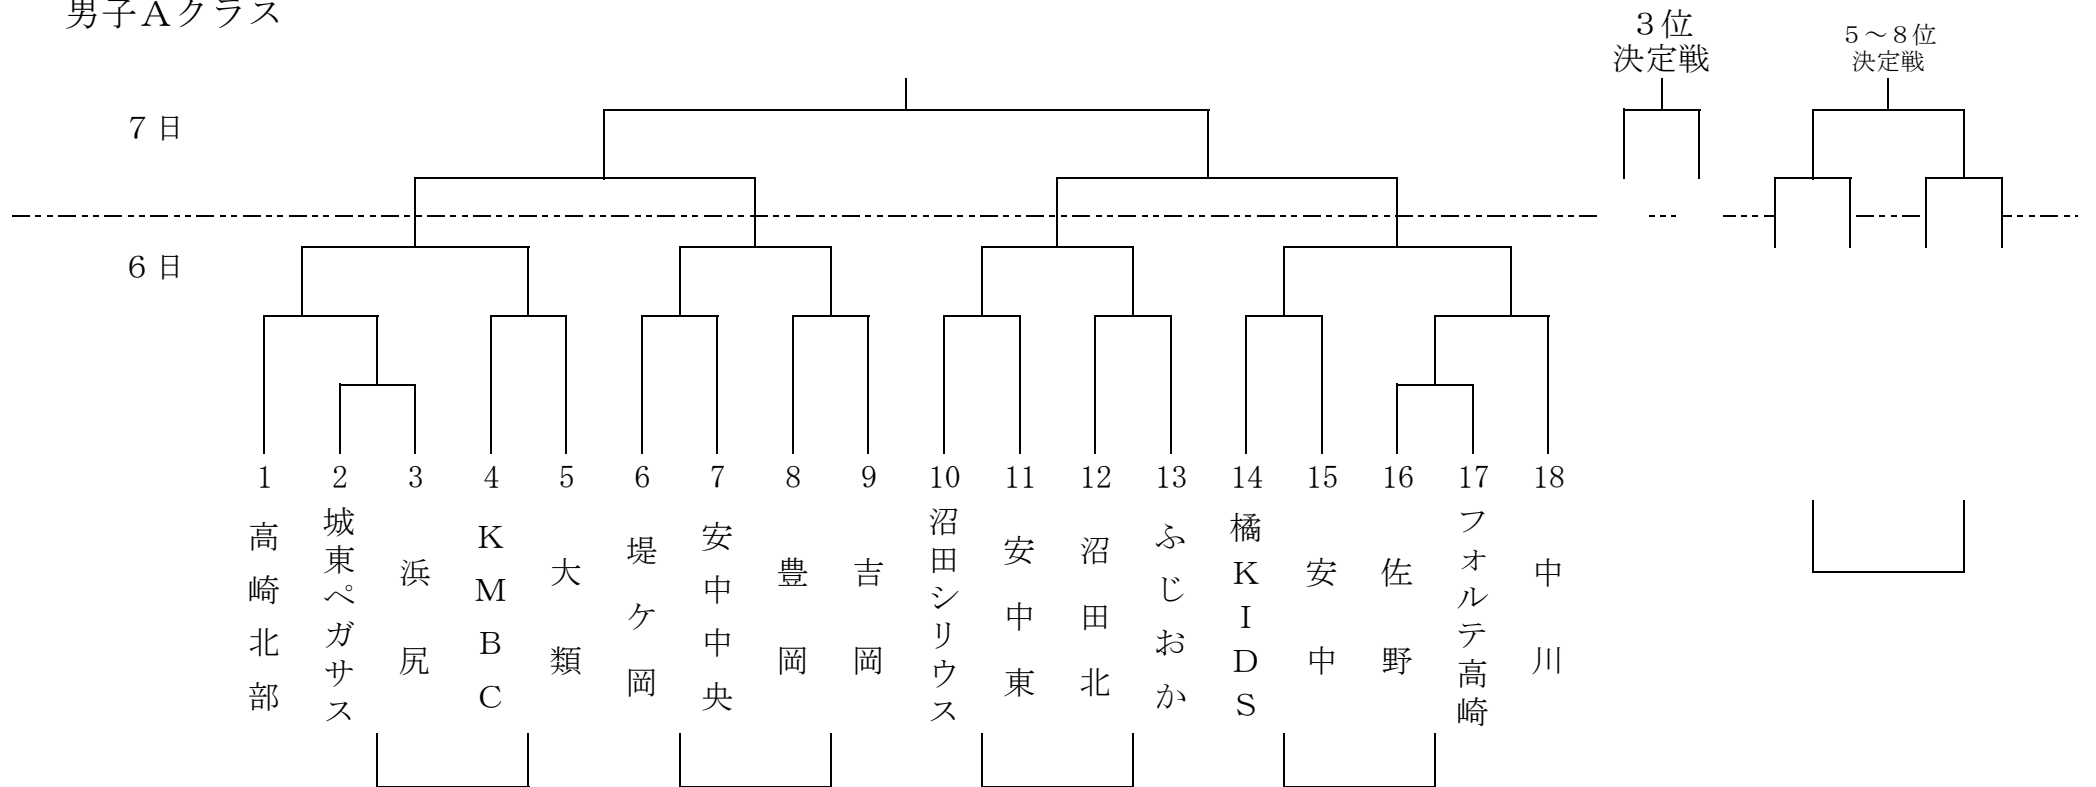 男子Aクラス
３位
決定戦
５～８位
決定戦
７日
６日
1 2 3 4 5 6 7 8 9 10 11 12 13 14 15 16 17 18
高崎北部
城東ペガサス
浜尻
ＫＭＢＣ
大類
堤ケ岡
安中中央
豊岡
吉岡
沼田シリウス
安中東
沼田北
ふじおか
橘ＫＩＤＳ
安中
佐野
フォルテ高崎
中川